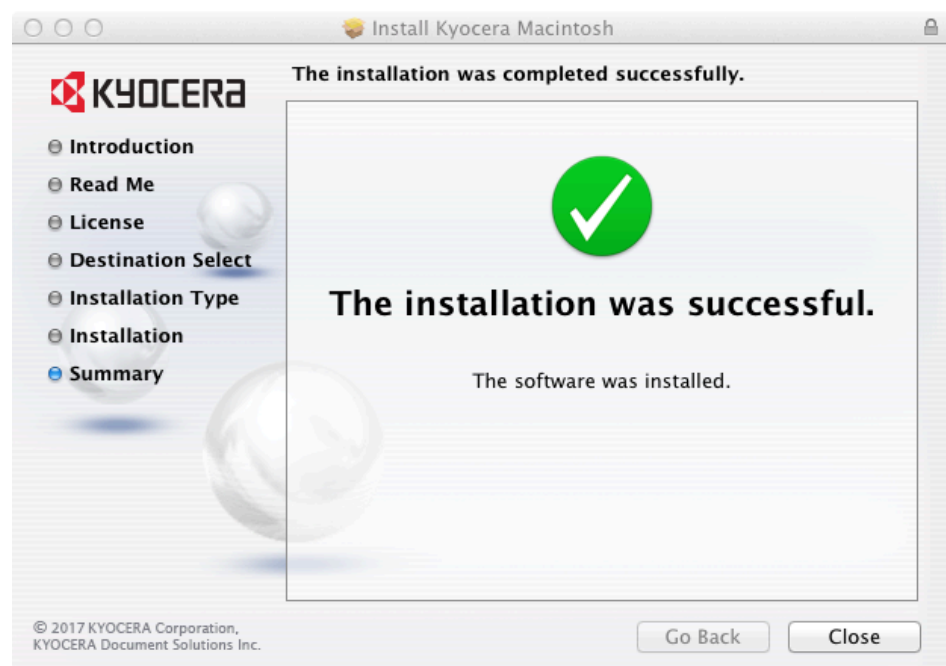 Install Kyocera Macintosh
KYOCERA
The installation was completed successfully.
Introduction
Read Me
License
Destination Select
Installation Type
Installation
Summary
The installation was successful.
The software was installed.
© 2017 KYOCERA Corporation,
KYOCERA Document Solutions Inc.
Go Back
Close